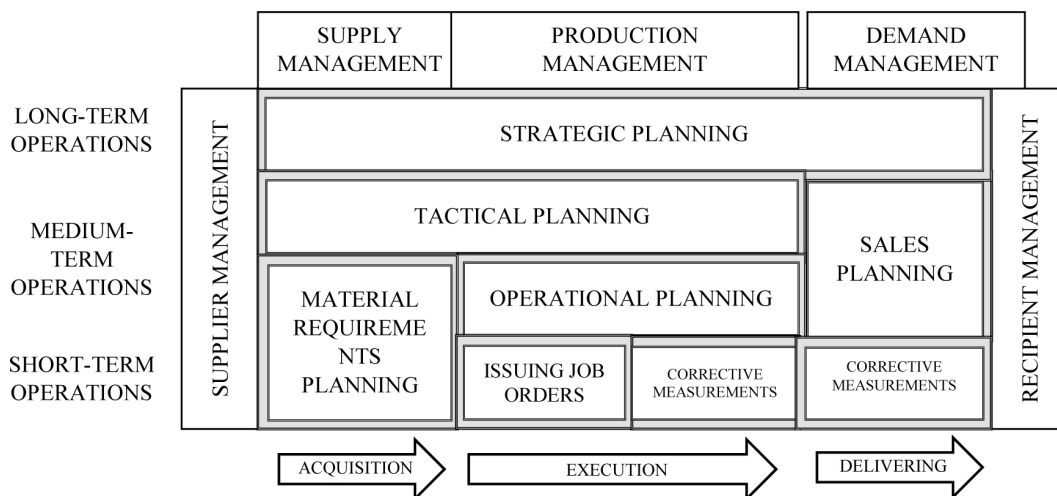 SUPPLY
MANAGEMENT
PRODUCTION
MANAGEMENT
DEMAND
MANAGEMENT
LONG-TERM
OPERATIONS
MEDIUM-
TERM
OPERATIONS
SHORT-TERM
OPERATIONS
SUPPLIER MANAGEMENT
STRATEGIC PLANNING
TACTICAL PLANNING
SALES
PLANNING
MATERIAL
REQUIREME
NTS
PLANNING
OPERATIONAL PLANNING
ISSUING JOB
ORDERS
CORRECTIVE
MEASUREMENTS
CORRECTIVE
MEASUREMENTS
RECIPIENT MANAGEMENT
ACQUISITION
EXECUTION
DELIVERING